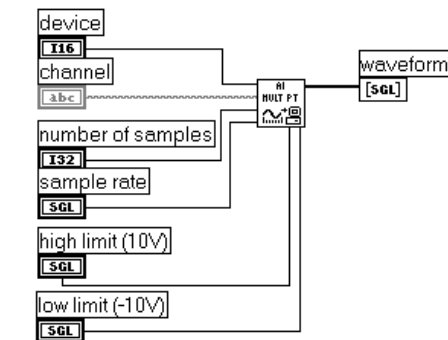 device
I16
channel
abc
number of samples
I32
sample rate
SGL
high limit (10V)
SGL
low limit (-10V)
SGL
AI
MULT PT
waveform
[SGL]